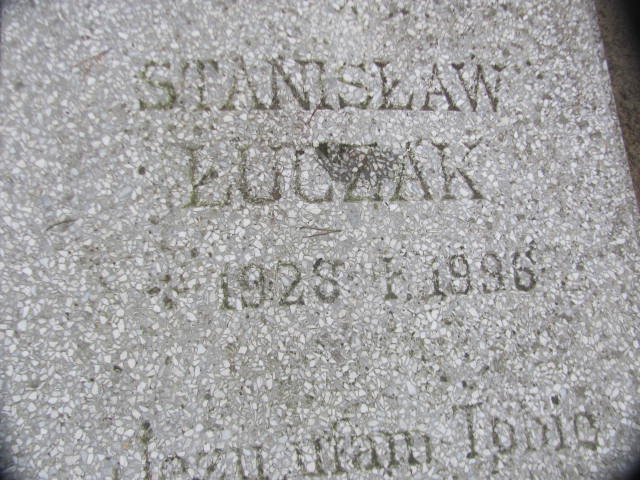 STANISŁAW
ŁUCZAK
* 1928 † 1996
Jezu ufam Tobie